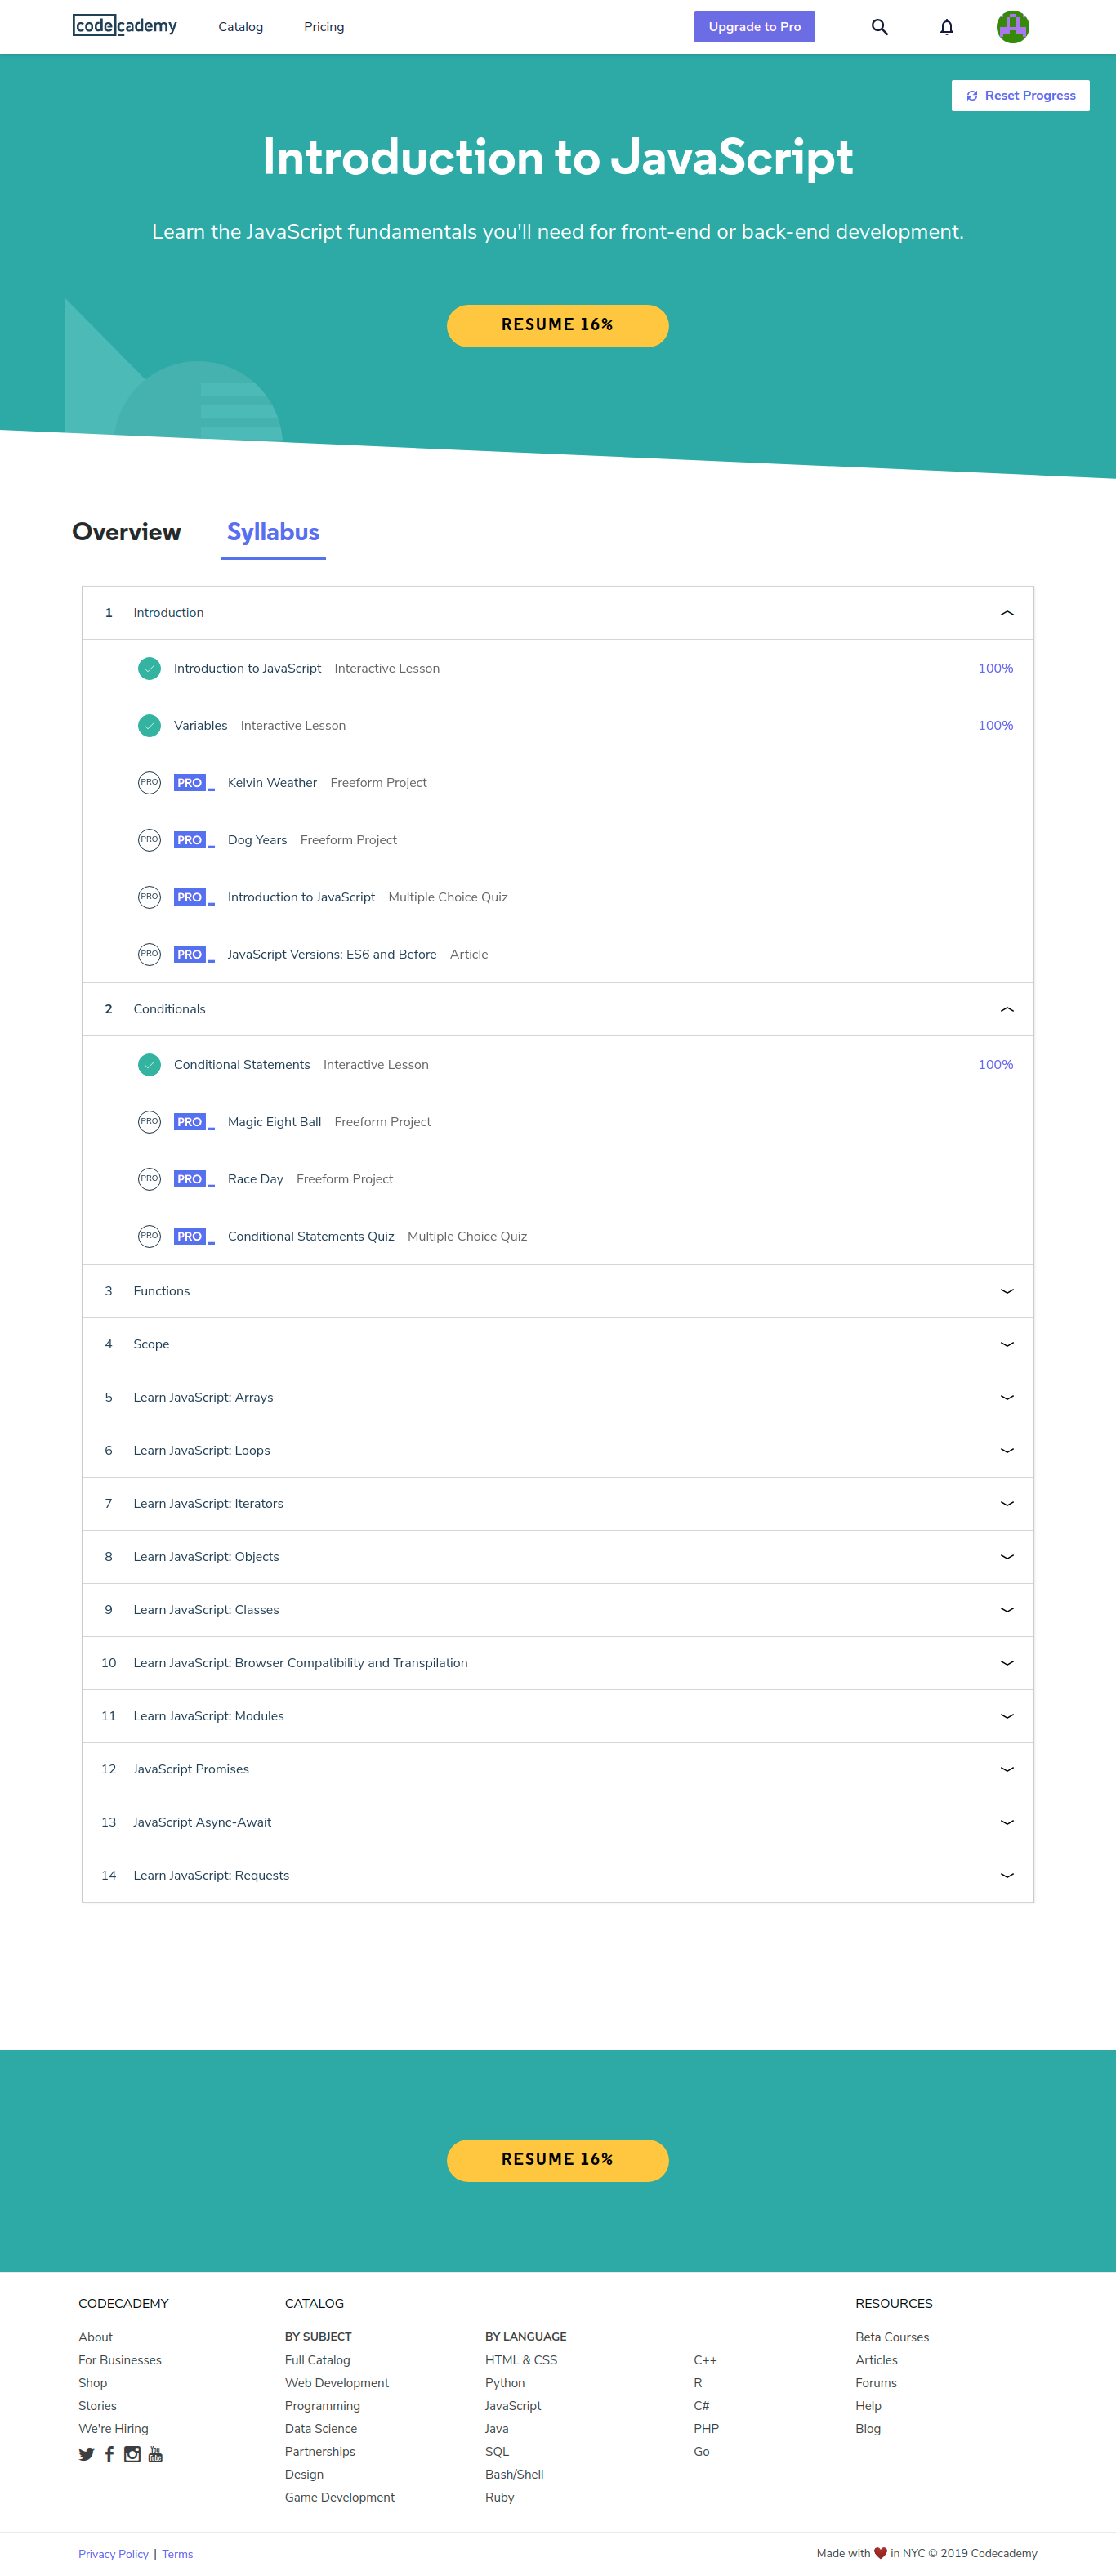 codecademy Catalog Pricing Upgrade to Pro
Reset Progress
Introduction to JavaScript
Learn the JavaScript fundamentals you'll need for front-end or back-end development.
RESUME 16%
Overview Syllabus
1 Introduction
Introduction to JavaScript Interactive Lesson 100%
Variables Interactive Lesson 100%
PRO PRO_ Kelvin Weather Freeform Project
PRO PRO_ Dog Years Freeform Project
PRO PRO_ Introduction to JavaScript Multiple Choice Quiz
PRO PRO_ JavaScript Versions: ES6 and Before Article
2 Conditionals
Conditional Statements Interactive Lesson 100%
PRO PRO_ Magic Eight Ball Freeform Project
PRO PRO_ Race Day Freeform Project
PRO PRO_ Conditional Statements Quiz Multiple Choice Quiz
3 Functions
4 Scope
5 Learn JavaScript: Arrays
6 Learn JavaScript: Loops
7 Learn JavaScript: Iterators
8 Learn JavaScript: Objects
9 Learn JavaScript: Classes
10 Learn JavaScript: Browser Compatibility and Transpilation
11 Learn JavaScript: Modules
12 JavaScript Promises
13 JavaScript Async-Await
14 Learn JavaScript: Requests
RESUME 16%
CODECADEMY
About
For Businesses
Shop
Stories
We're Hiring
You Tube
CATALOG
BY SUBJECT
Full Catalog
Web Development
Programming
Data Science
Partnerships
Design
Game Development
BY LANGUAGE
HTML & CSS
Python
JavaScript
Java
SQL
Bash/Shell
Ruby
C++
R
C#
PHP
Go
RESOURCES
Beta Courses
Articles
Forums
Help
Blog
Privacy Policy | Terms
Made with ❤️ in NYC © 2019 Codecademy